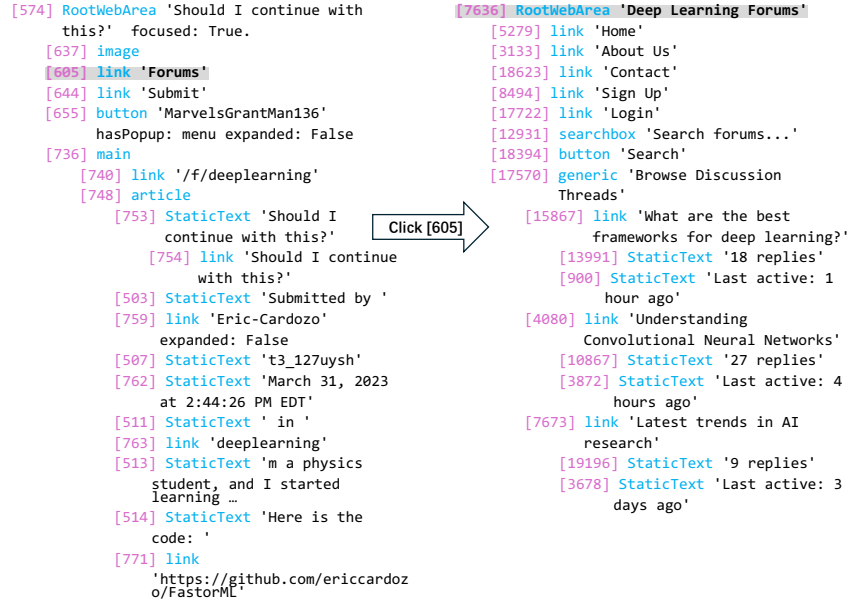 [574] RootWebArea 'Should I continue with
this?'  focused: True.
[637] image
[605] link 'Forums'
[644] link 'Submit'
[655] button 'MarvelsGrantMan136'
hasPopup: menu expanded: False
[736] main
[740] link '/f/deeplearning'
[748] article
[753] StaticText 'Should I
continue with this?'
[754] link 'Should I continue
with this?'
[503] StaticText 'Submitted by '
[759] link 'Eric-Cardozo'
expanded: False
[507] StaticText 't3_127uysh'
[762] StaticText 'March 31, 2023
at 2:44:26 PM EDT'
[511] StaticText ' in '
[763] link 'deeplearning'
[513] StaticText 'm a physics
student, and I started
learning …
[514] StaticText 'Here is the
code: '
[771] link
'https://github.com/ericcardoz
o/FastorML'
Click [605]
[7636] RootWebArea 'Deep Learning Forums'
[5279] link 'Home'
[3133] link 'About Us'
[18623] link 'Contact'
[8494] link 'Sign Up'
[17722] link 'Login'
[12931] searchbox 'Search forums...'
[18394] button 'Search'
[17570] generic 'Browse Discussion
Threads'
[15867] link 'What are the best
frameworks for deep learning?'
[13991] StaticText '18 replies'
[900] StaticText 'Last active: 1
hour ago'
[4080] link 'Understanding
Convolutional Neural Networks'
[10867] StaticText '27 replies'
[3872] StaticText 'Last active: 4
hours ago'
[7673] link 'Latest trends in AI
research'
[19196] StaticText '9 replies'
[3678] StaticText 'Last active: 3
days ago'